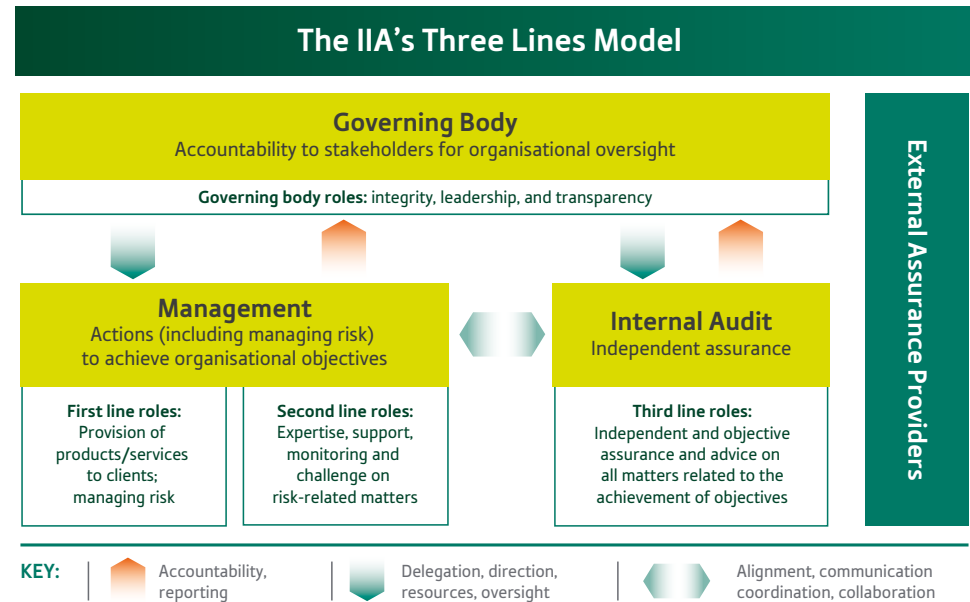 The IIA's Three Lines Model
Governing Body
Accountability to stakeholders for organisational oversight
Governing body roles: integrity, leadership, and transparency
Management
Actions (including managing risk)
to achieve organisational objectives
Internal Audit
Independent assurance
First line roles:
Provision of
products/services
to clients;
managing risk
Second line roles:
Expertise, support,
monitoring and
challenge on
risk-related matters
Third line roles:
Independent and objective
assurance and advice on
all matters related to the
achievement of objectives
External Assurance Providers
KEY:
Accountability,
reporting
Delegation, direction,
resources, oversight
Alignment, communication
coordination, collaboration